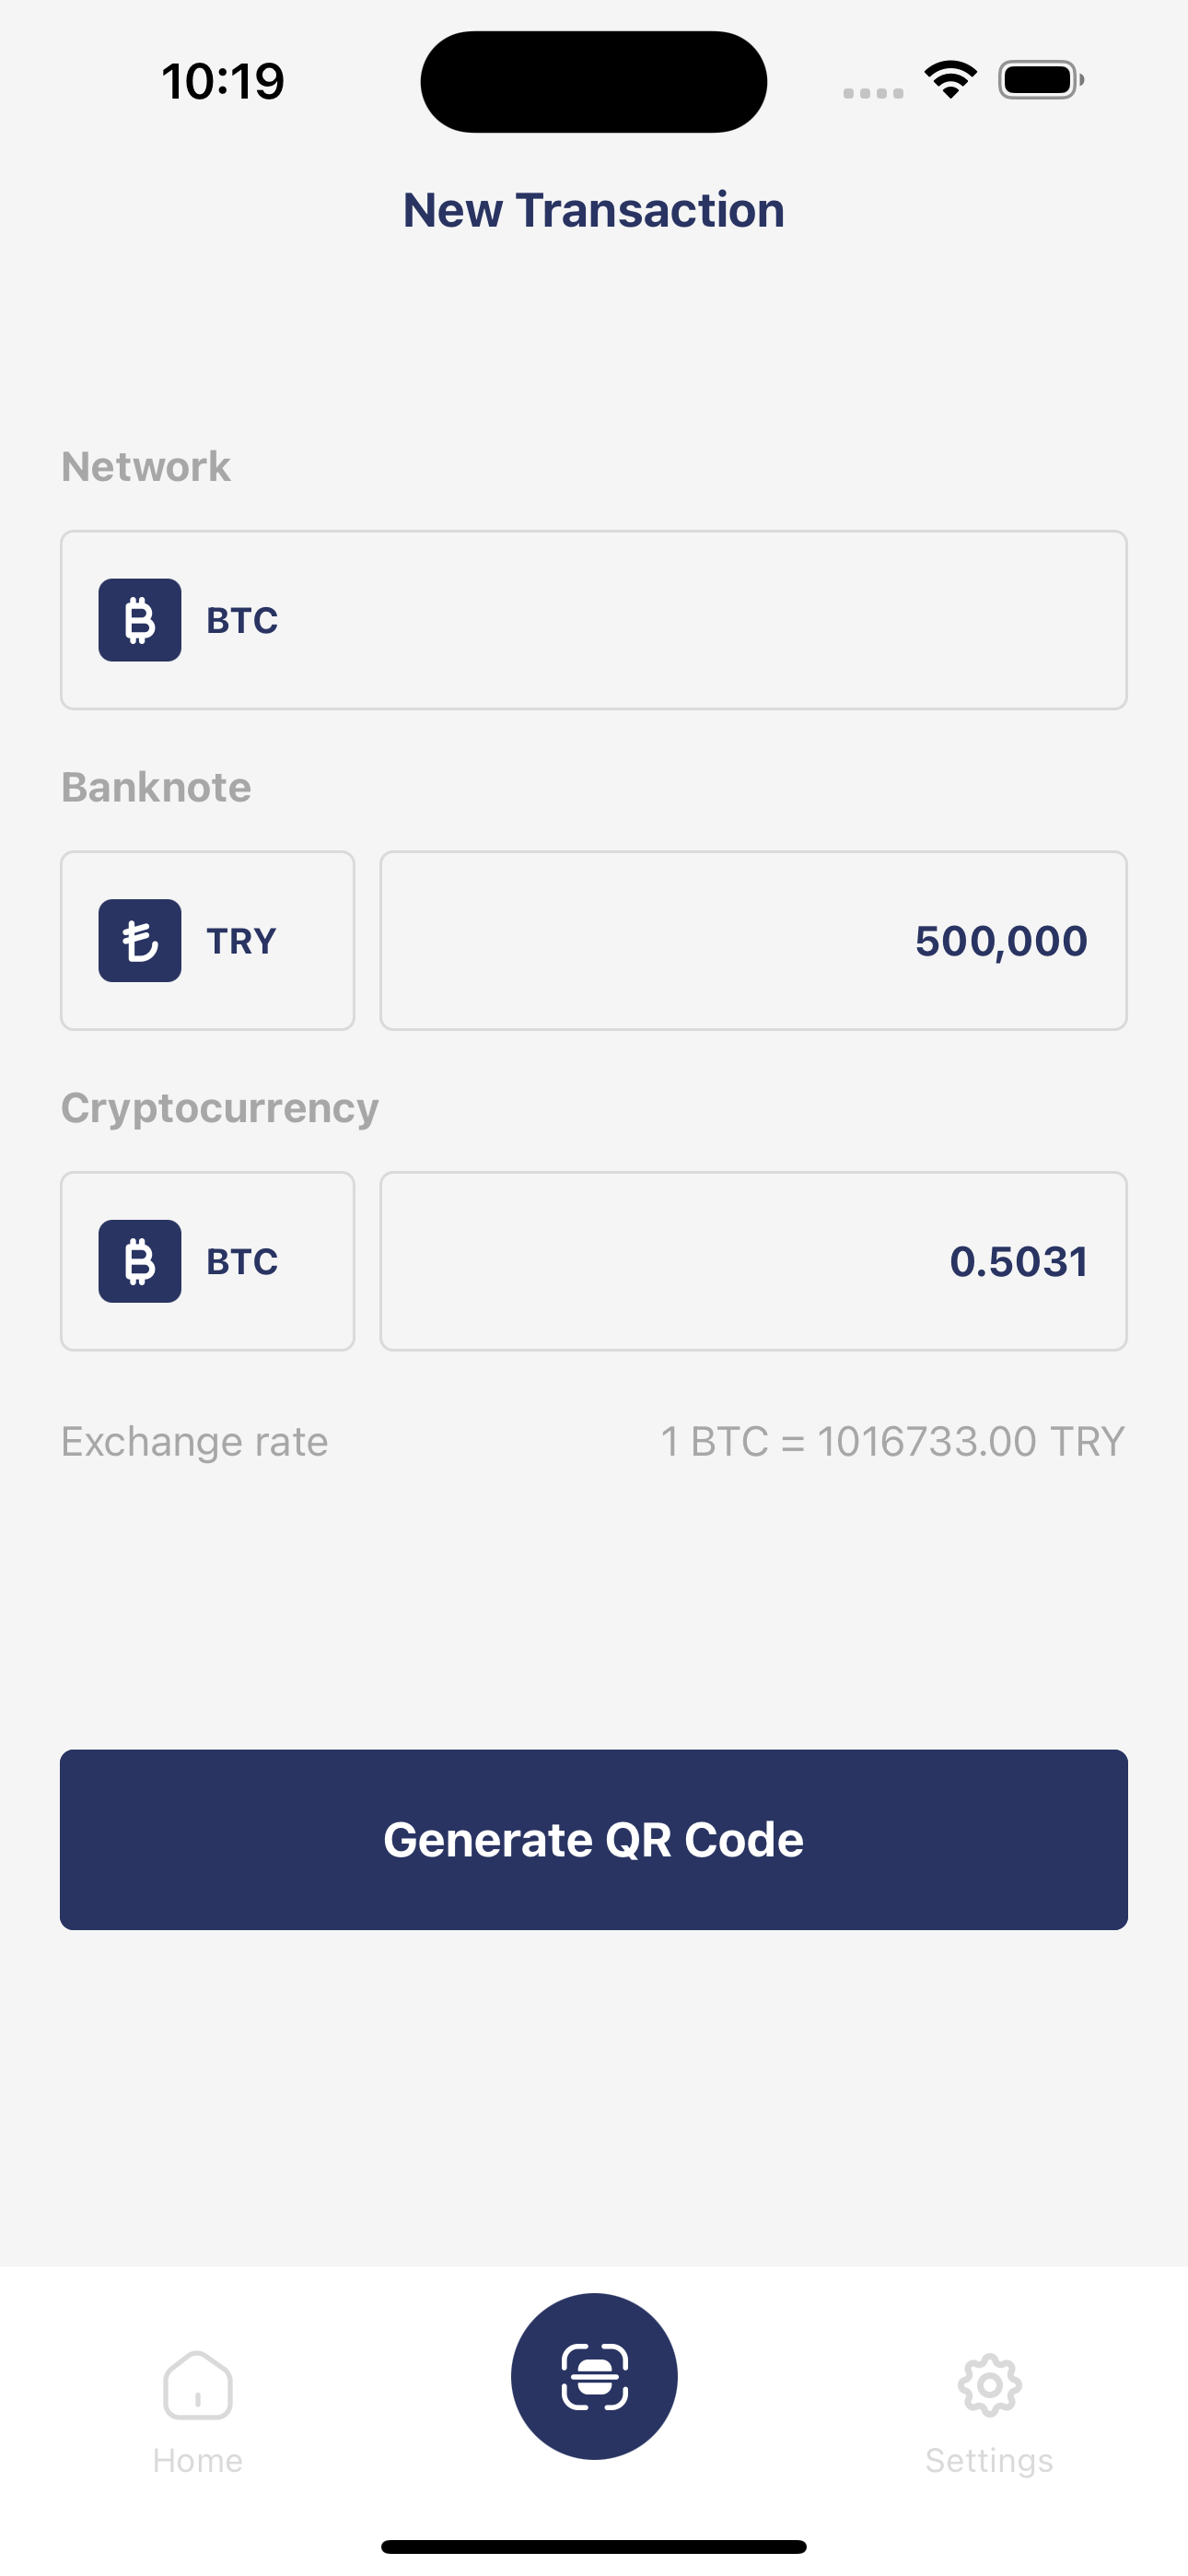 10:19
New Transaction
Network
BTC
Banknote
TRY
500,000
Cryptocurrency
BTC
0.5031
Exchange rate
1 BTC = 1016733.00 TRY
Generate QR Code
Home
Settings